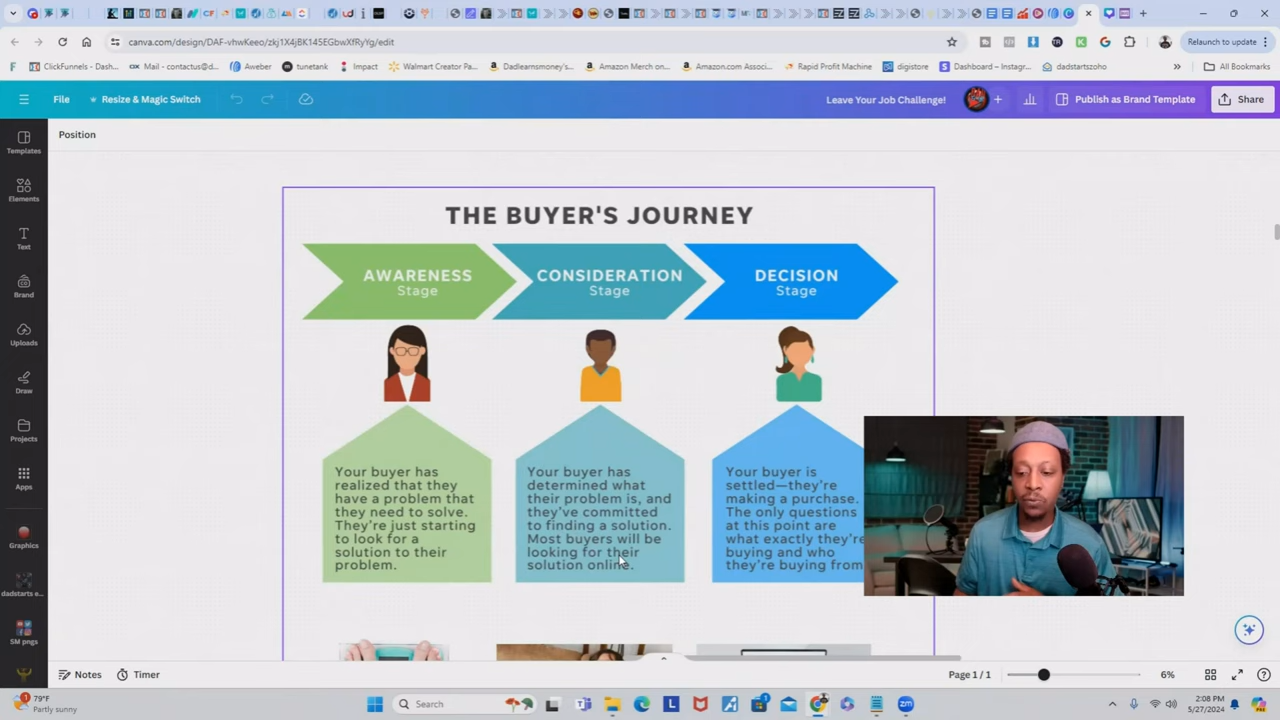 canva.com/design/DAF-vhwKeeo/zkj1X4jBK145EGbwXfRyYg/edit
Relaunch to update
ClickFunnels - Dash...
Mail - contactus@d...
Aweber
tunetank
Impact
Walmart Creator Pa...
Dadlearnsmoney's...
Amazon Merch on...
Amazon.com Associ...
Rapid Profit Machine
digistore
Dashboard – Instagr...
dadstartszoho
»
All Bookmarks
File
Resize & Magic Switch
Leave Your Job Challenge!
Publish as Brand Template
Share
Position
Templates
Elements
Text
Brand
Uploads
Draw
Projects
Apps
Graphics
dadstarts e...
SM pngs
THE BUYER'S JOURNEY
AWARENESS
Stage
CONSIDERATION
Stage
DECISION
Stage
Your buyer has
realized that they
have a problem that
they need to solve.
They're just starting
to look for a
solution to their
problem.
Your buyer has
determined what
their problem is, and
they've committed
to finding a solution.
Most buyers will be
looking for their
solution online.
Your buyer is
settled—they're
making a purchase.
The only questions
at this point are
what exactly they're
buying and who
they're buying from
Notes
Timer
Page 1 / 1
6%
79°F
Partly sunny
Search
2:08 PM
5/27/2024